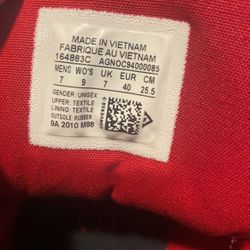 MADE IN VIETNAM
FABRIQUE AU VIETNAM
164883C AGNOC94000085
MENS WO'S UK EUR CM
7 9 7 40 25.5
GENDER: UNISEX
UPPER: TEXTILE
LINING: TEXTILE
OUTSOLE: RUBBER
9A 2010 M88